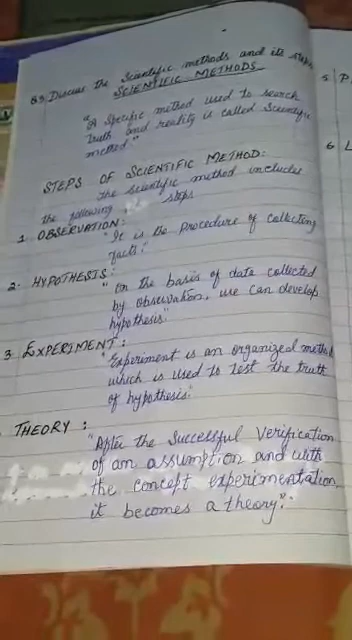 Q3. Discuss the Scientific methods and its steps
SCIENTIFIC METHODS
"A Specific method used to search
truth and reality is called Scientific
method"
STEPS OF SCIENTIFIC METHOD:
The scientific method includes
the following steps
1. OBSERVATION:
"It is the procedure of collecting
facts."
2. HYPOTHESIS:
"On the basis of data collected
by observation, we can develop
hypothesis"
3. EXPERIMENT:
"Experiment is an organized method
which is used to test the truth
of hypothesis."
THEORY:
"After the Successful Verification
of an assumption and with
the concept experimentation
it becomes a theory".
5 P
6 L